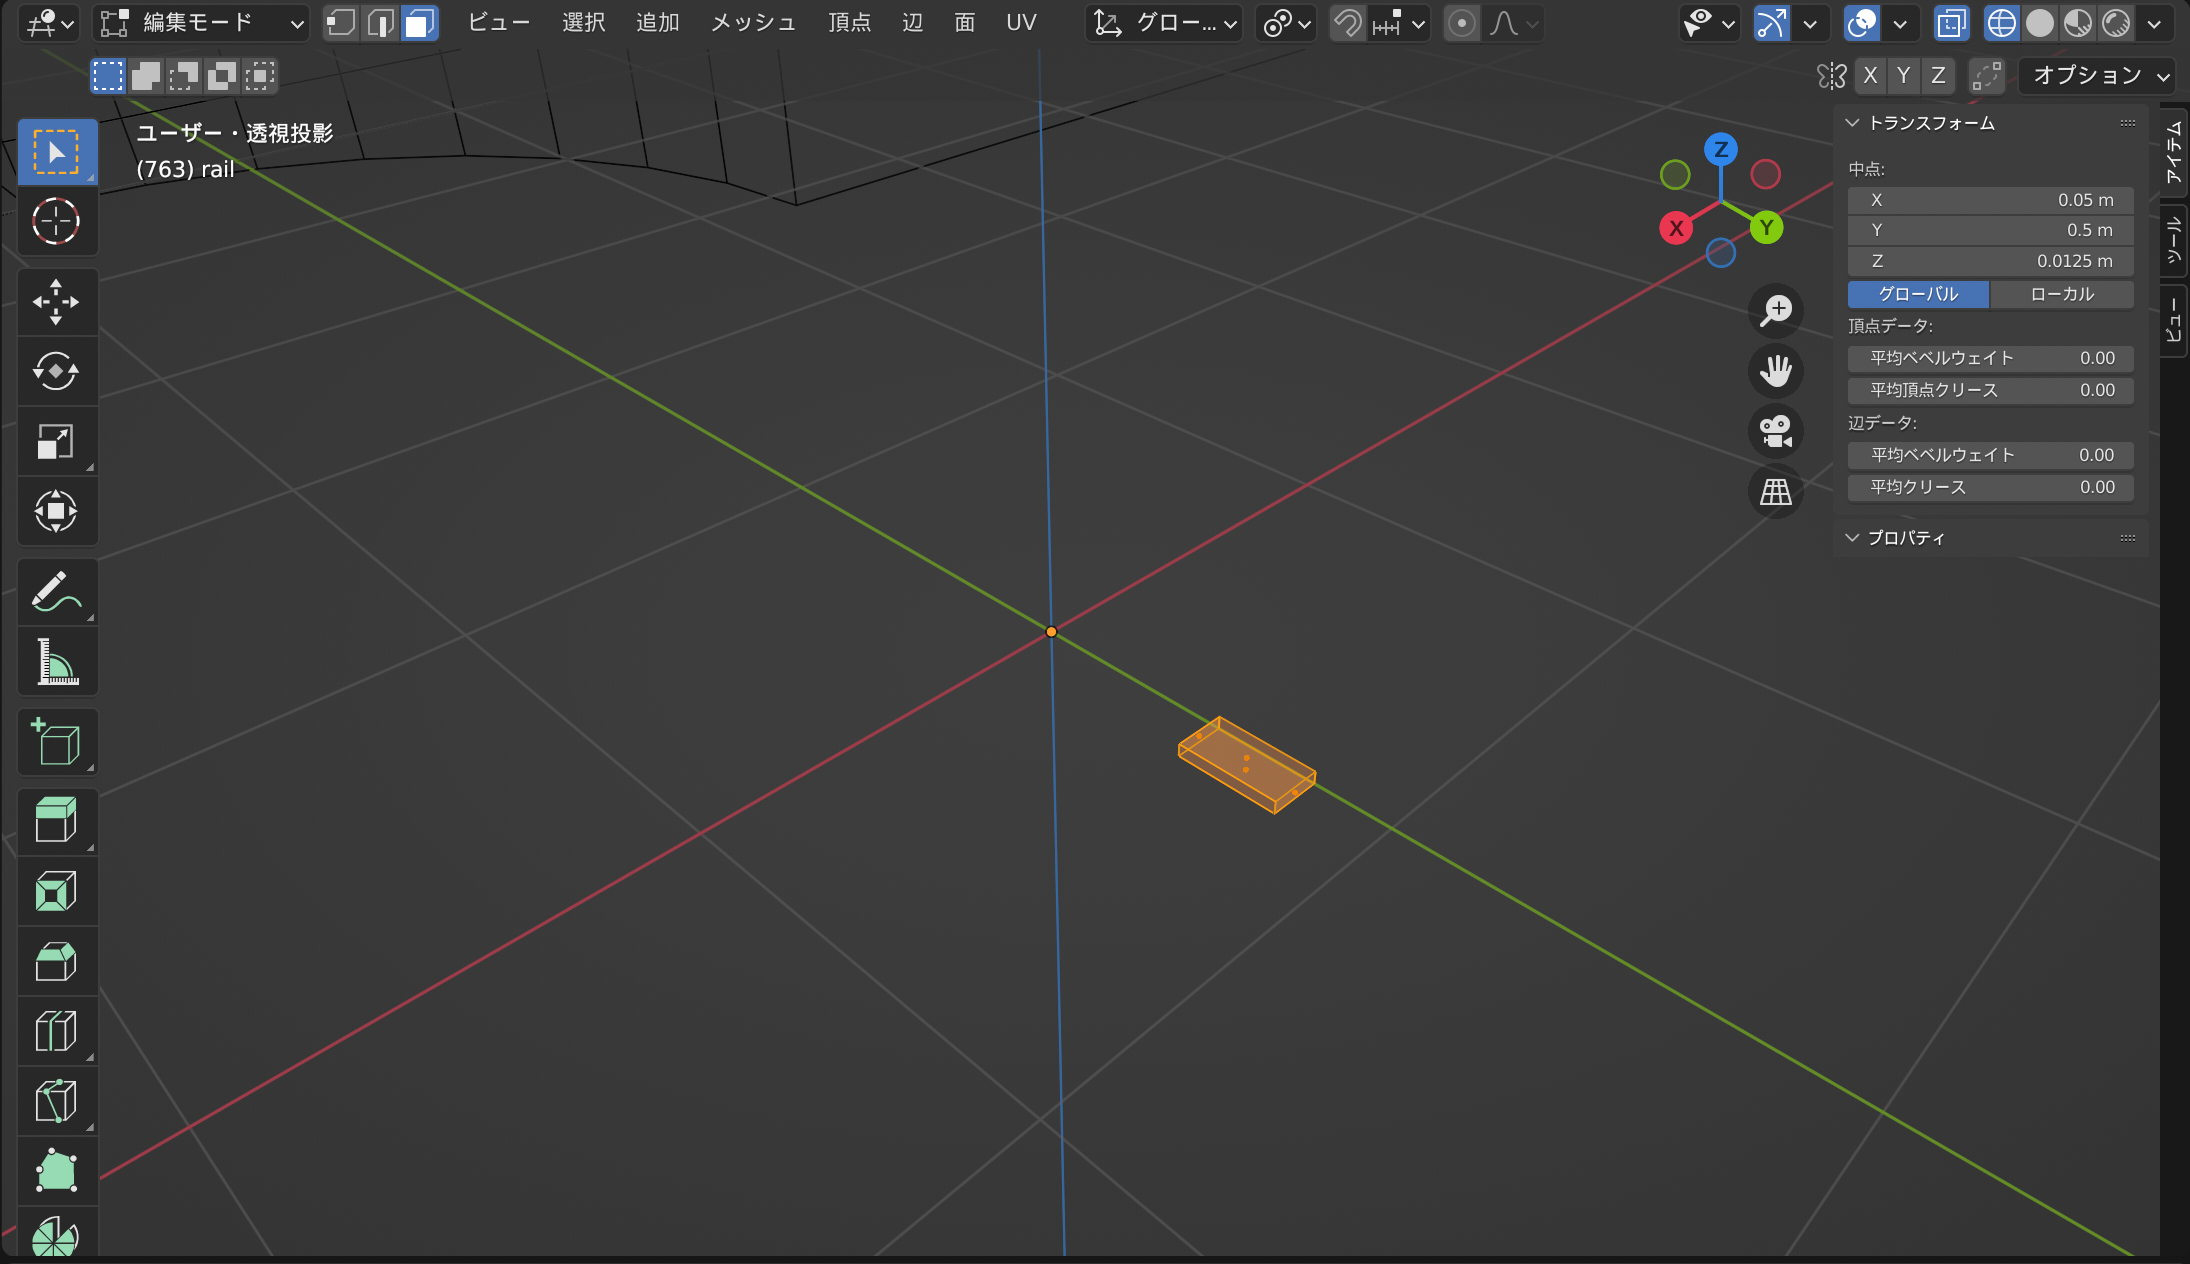 編集モード ビュー 選択 追加 メッシュ 頂点 辺 面 UV グロー...
X Y Z オプション
ユーザー・透視投影
(763) rail
Z
X
Y
トランスフォーム
中点:
X 0.05 m
Y 0.5 m
Z 0.0125 m
グローバル ローカル
頂点データ:
平均ベベルウェイト 0.00
平均頂点クリース 0.00
辺データ:
平均ベベルウェイト 0.00
平均クリース 0.00
プロパティ
アイテム
ツール
ビュー